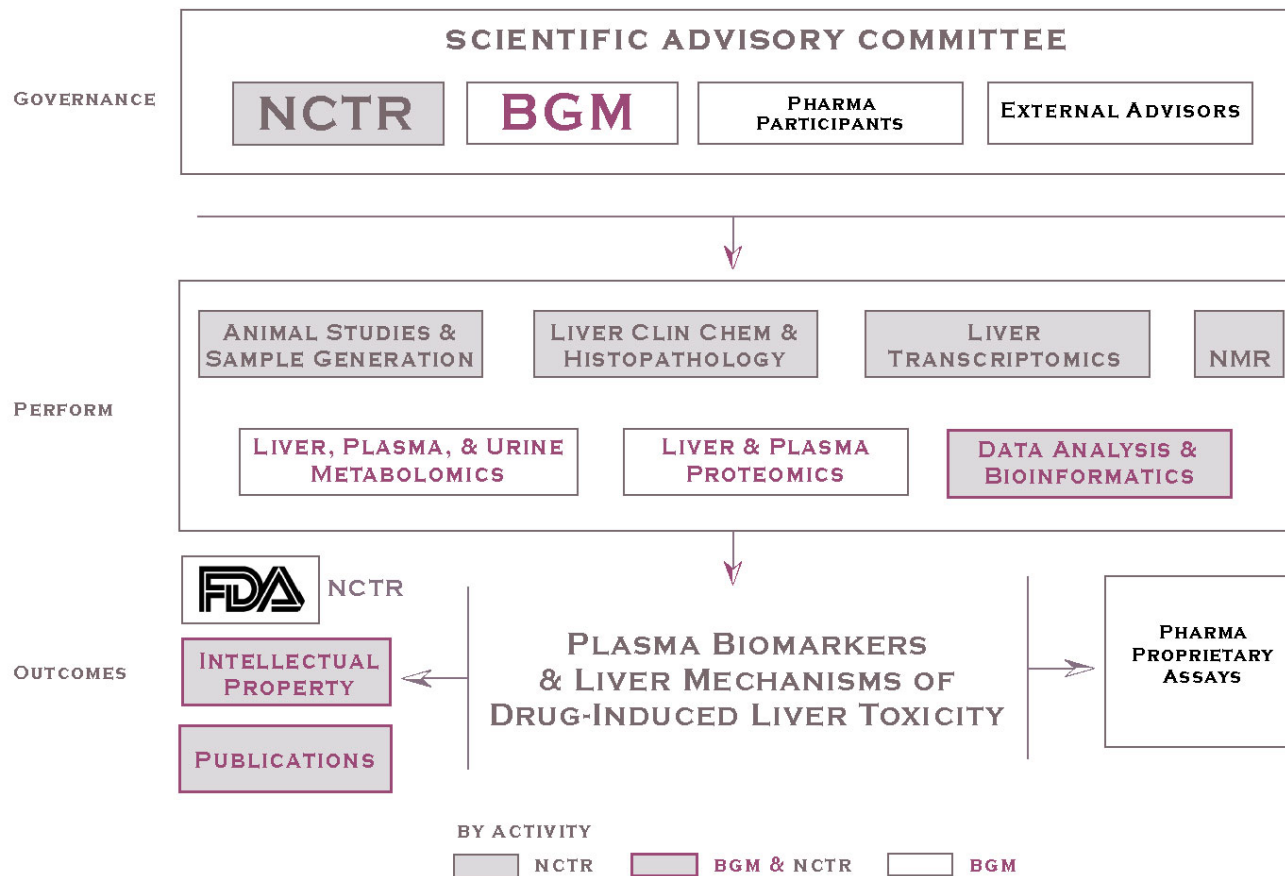 SCIENTIFIC ADVISORY COMMITTEE
GOVERNANCE
NCTR
BGM
PHARMA
PARTICIPANTS
EXTERNAL ADVISORS
PERFORM
ANIMAL STUDIES &
SAMPLE GENERATION
LIVER CLIN CHEM &
HISTOPATHOLOGY
LIVER
TRANSCRIPTOMICS
NMR
LIVER, PLASMA, & URINE
METABOLOMICS
LIVER & PLASMA
PROTEOMICS
DATA ANALYSIS &
BIOINFORMATICS
OUTCOMES
FDA NCTR
INTELLECTUAL
PROPERTY
PUBLICATIONS
PLASMA BIOMARKERS
& LIVER MECHANISMS OF
DRUG-INDUCED LIVER TOXICITY
PHARMA
PROPRIETARY
ASSAYS
BY ACTIVITY
NCTR
BGM & NCTR
BGM